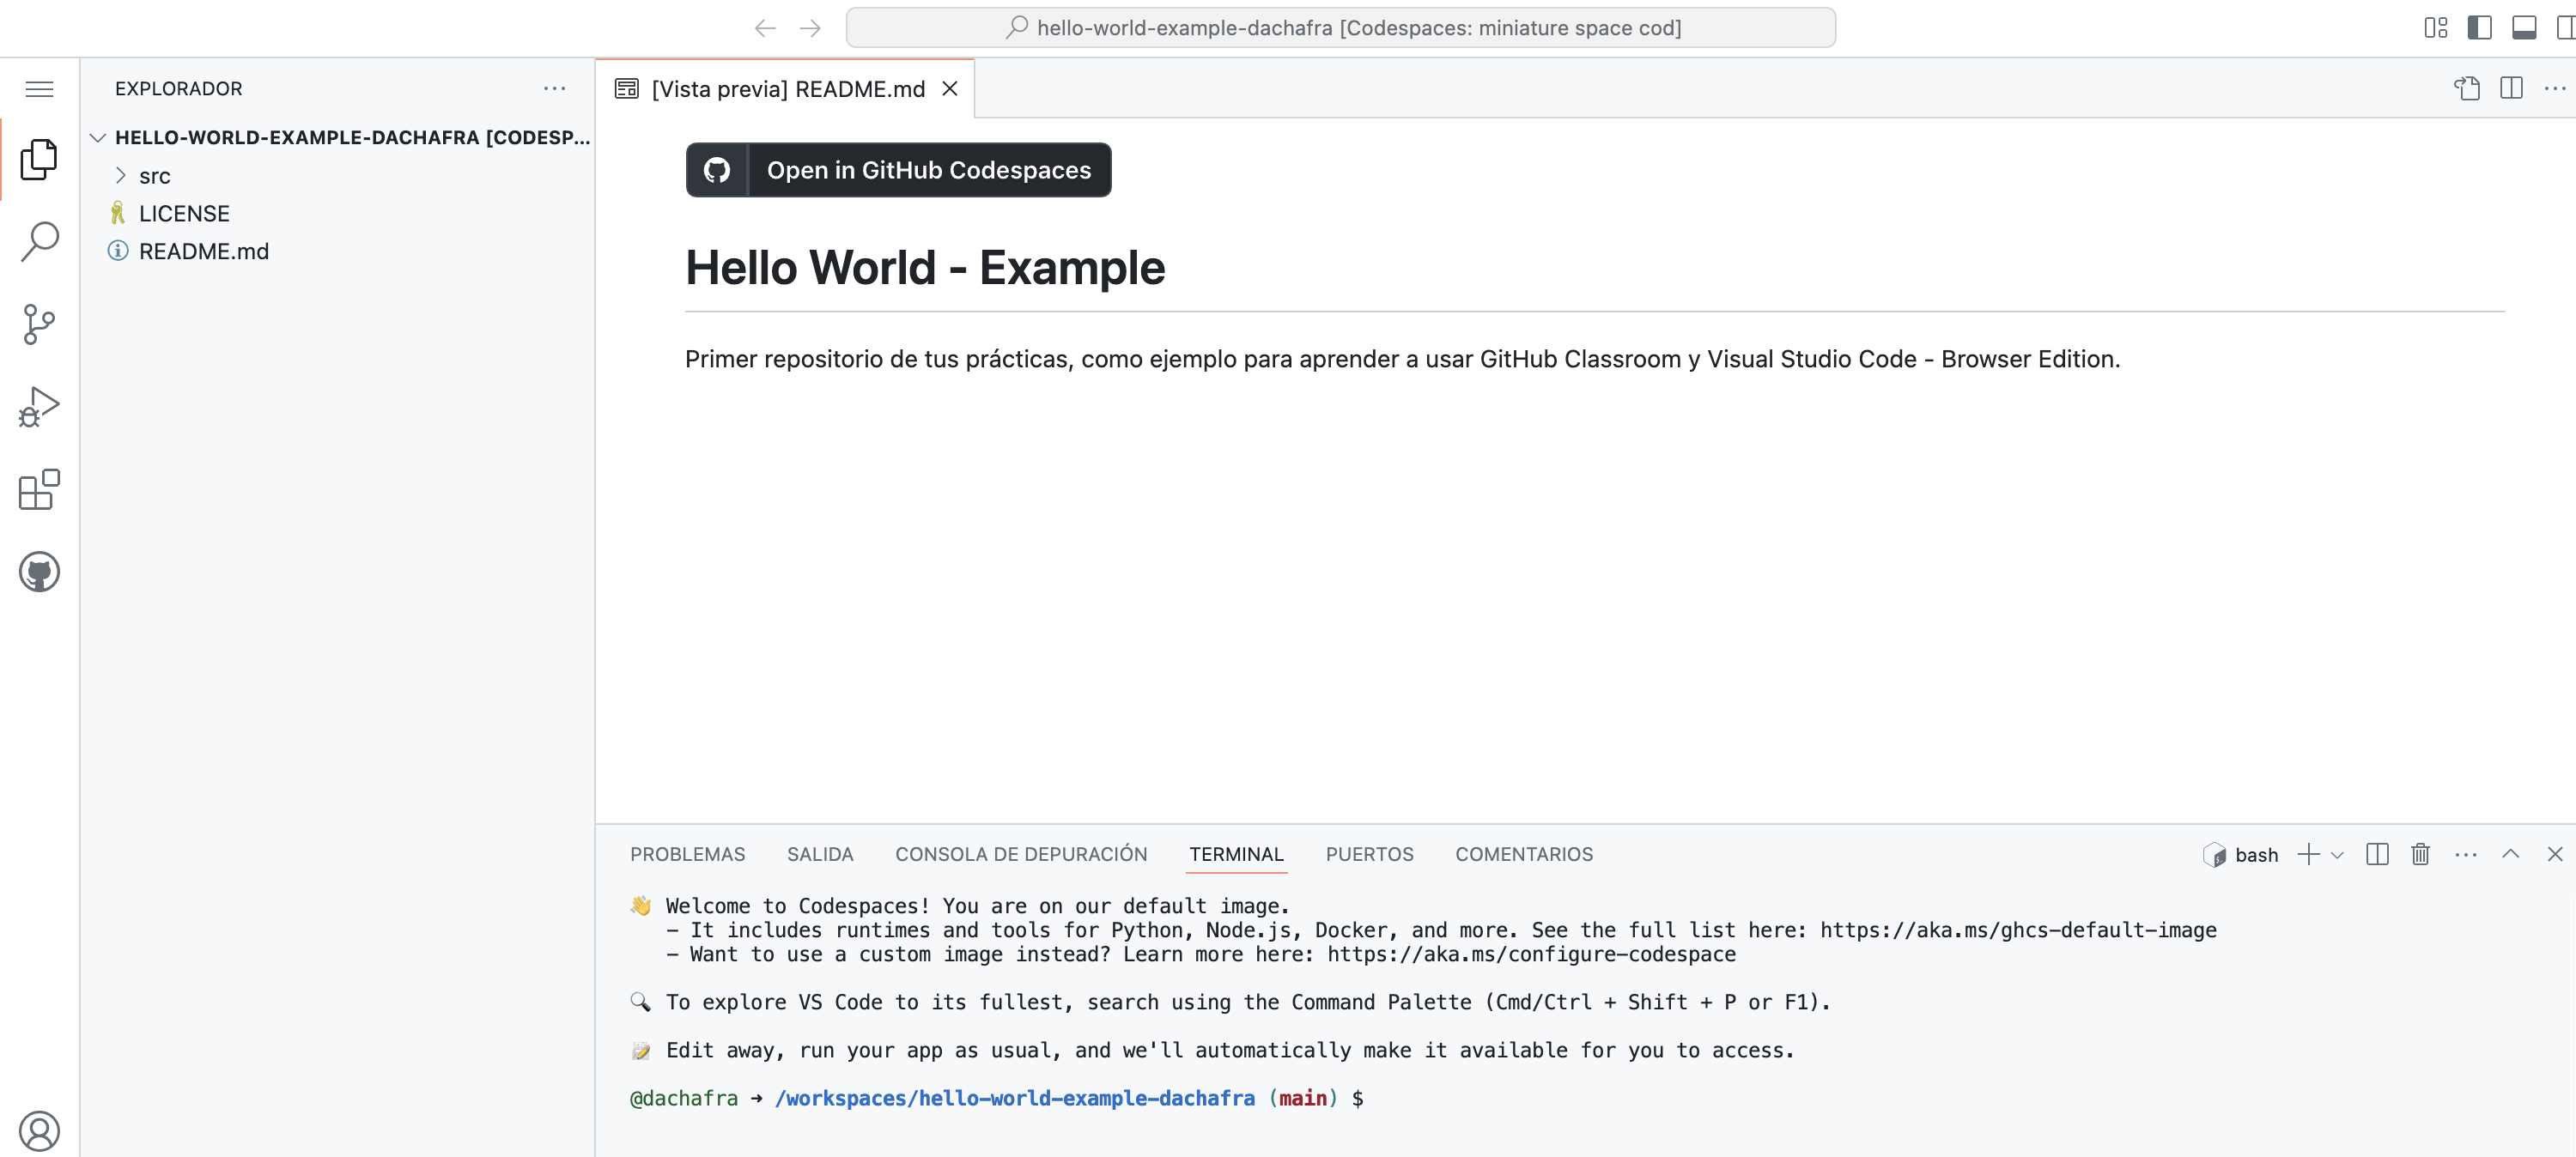 hello-world-example-dachafra [Codespaces: miniature space cod]
EXPLORADOR
HELLO-WORLD-EXAMPLE-DACHAFRA [CODESP...
src
LICENSE
README.md
[Vista previa] README.md
Open in GitHub Codespaces
Hello World - Example
Primer repositorio de tus prácticas, como ejemplo para aprender a usar GitHub Classroom y Visual Studio Code - Browser Edition.
PROBLEMAS SALIDA CONSOLA DE DEPURACIÓN TERMINAL PUERTOS COMENTARIOS bash
👋 Welcome to Codespaces! You are on our default image.
- It includes runtimes and tools for Python, Node.js, Docker, and more. See the full list here: https://aka.ms/ghcs-default-image
- Want to use a custom image instead? Learn more here: https://aka.ms/configure-codespace
🔍 To explore VS Code to its fullest, search using the Command Palette (Cmd/Ctrl + Shift + P or F1).
📝 Edit away, run your app as usual, and we'll automatically make it available for you to access.
@dachafra ➜ /workspaces/hello-world-example-dachafra (main) $